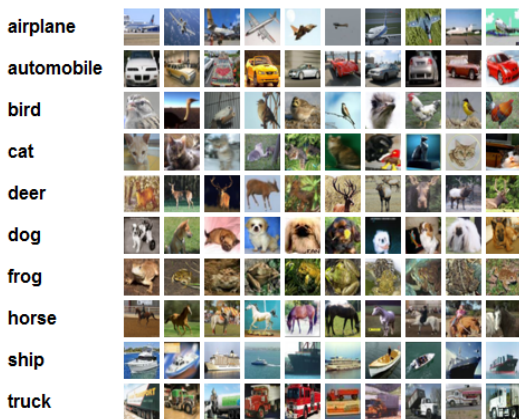 airplane
automobile
bird
cat
deer
dog
frog
horse
ship
truck